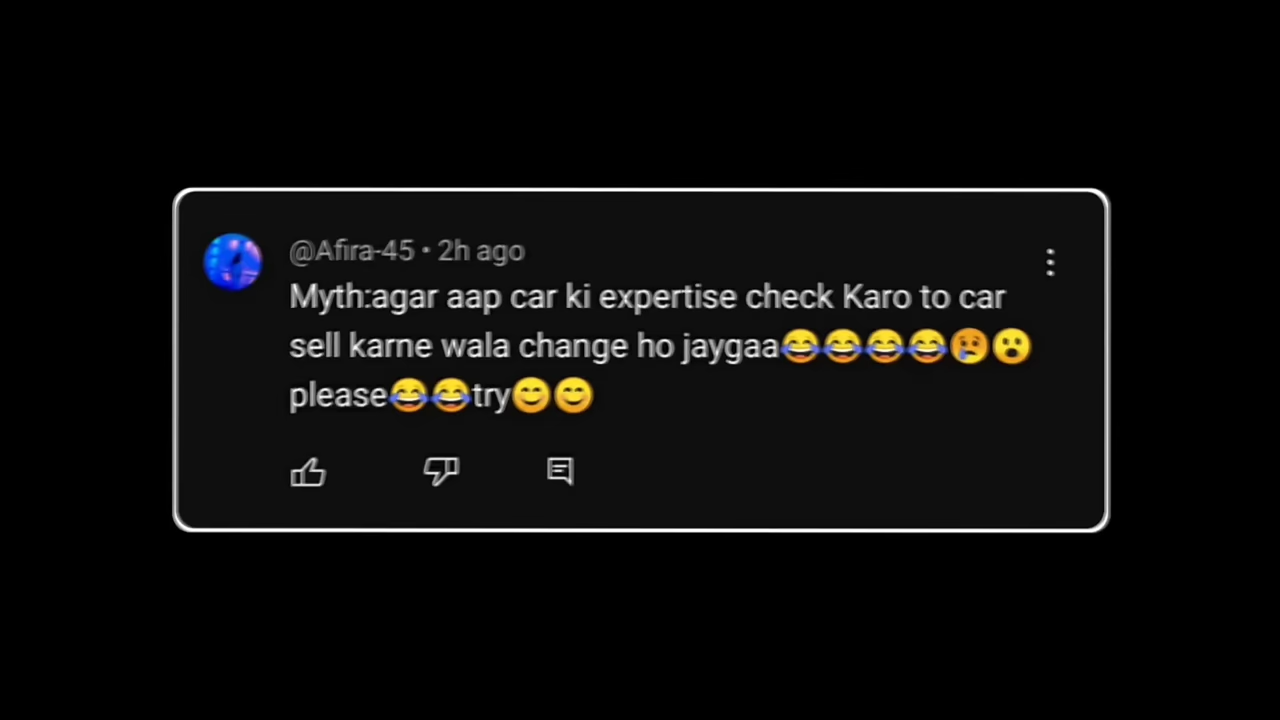 @Afira-45 • 2h ago
Myth:agar aap car ki expertise check Karo to car
sell karne wala change ho jaygaa😂😂😂😂😢😮
please😂😂try😊😊